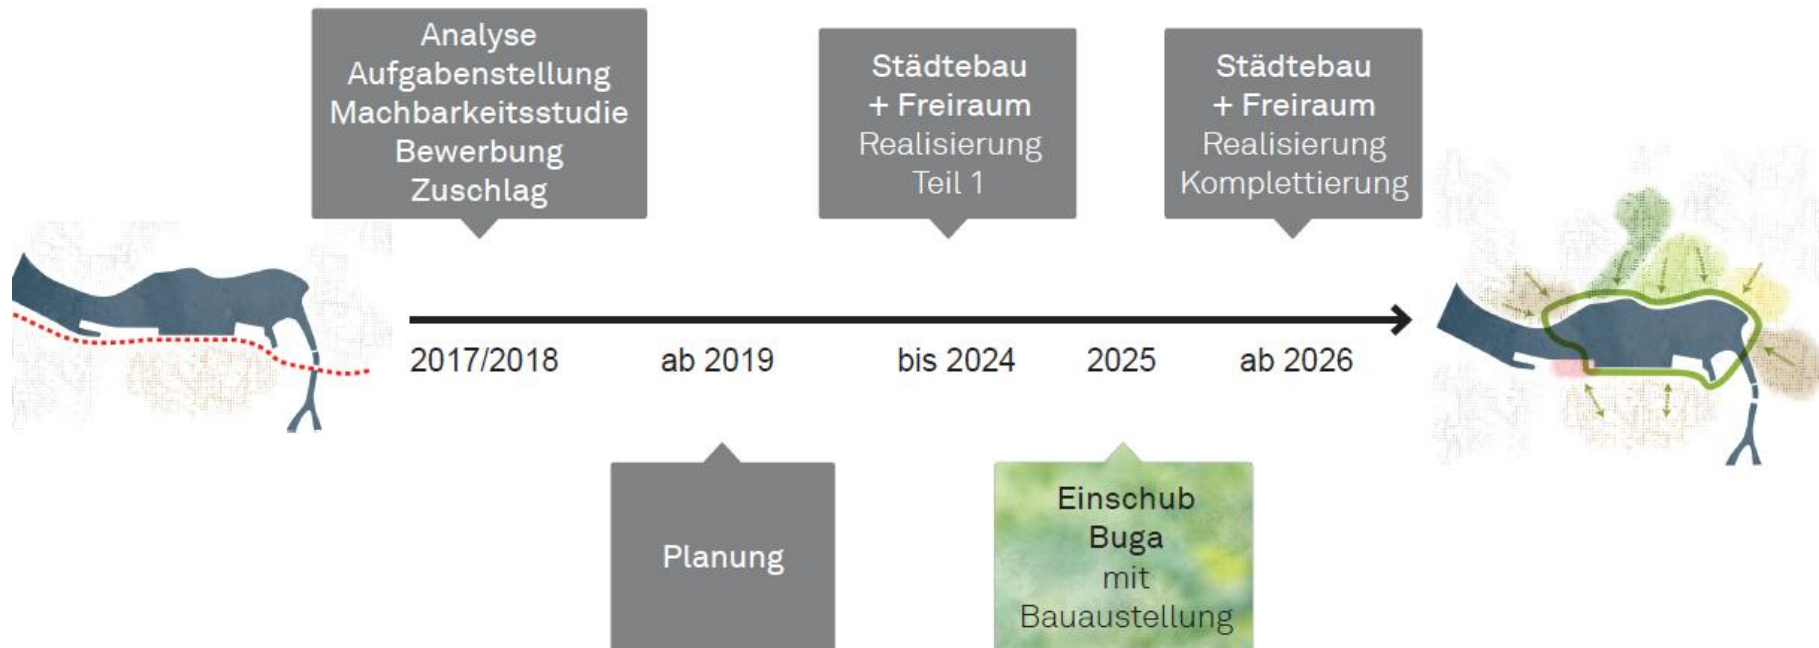 Analyse
Aufgabenstellung
Machbarkeitsstudie
Bewerbung
Zuschlag
Städtebau
+ Freiraum
Realisierung
Teil 1
Städtebau
+ Freiraum
Realisierung
Komplettierung
2017/2018
ab 2019
bis 2024
2025
ab 2026
Planung
Einschub
Buga
mit
Bauaustellung